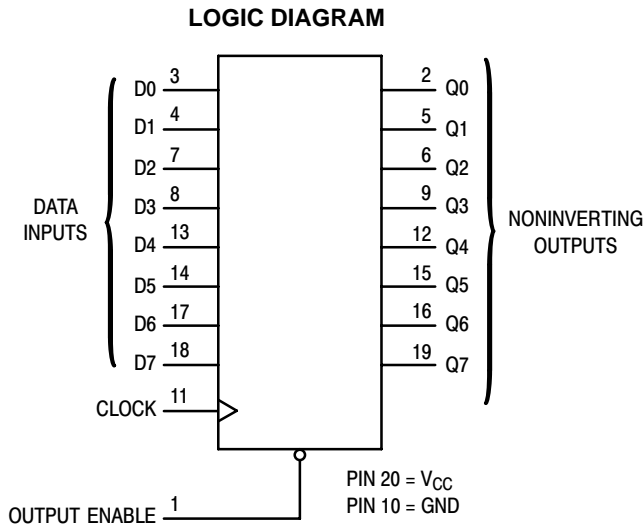 LOGIC DIAGRAM
D0 3
D1 4
D2 7
D3 8
D4 13
D5 14
D6 17
D7 18
DATA
INPUTS
CLOCK 11
OUTPUT ENABLE 1
2 Q0
5 Q1
6 Q2
9 Q3
12 Q4
15 Q5
16 Q6
19 Q7
NONINVERTING
OUTPUTS
PIN 20 = VCC
PIN 10 = GND